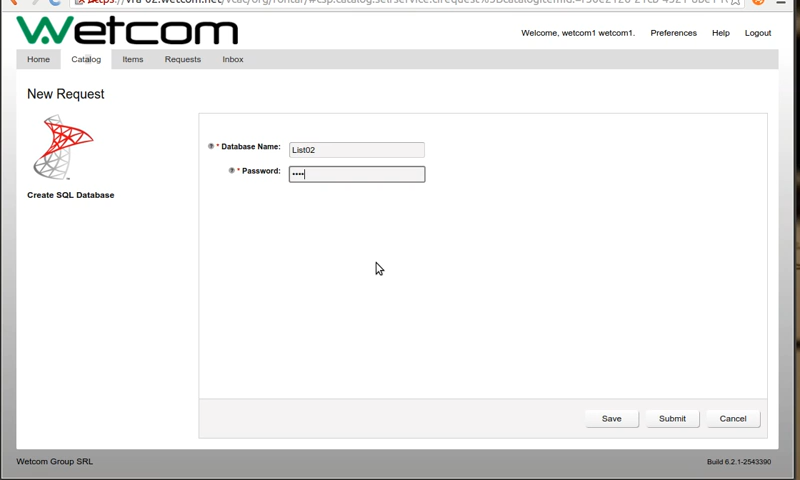 Wetcom
Welcome, wetcom1 wetcom1. Preferences Help Logout
Home Catalog Items Requests Inbox
New Request
* Database Name: List02
* Password: ••••
Create SQL Database
Save Submit Cancel
Wetcom Group SRL Build 6.2.1-2543390